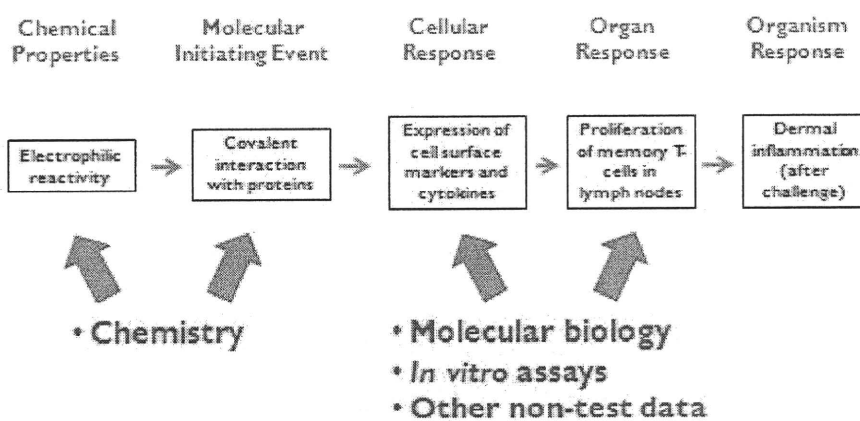 Chemical
Properties
Molecular
Initiating Event
Cellular
Response
Organ
Response
Organism
Response
Electrophilic
reactivity
Covalent
interaction
with proteins
Expression of
cell surface
markers and
cytokines
Proliferation
of memory T-
cells in
lymph nodes
Dermal
inflammation
(after
challenge)
• Chemistry
• Molecular biology
• In vitro assays
• Other non-test data